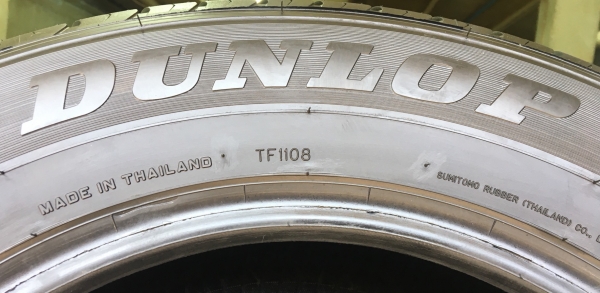 DUNLOP
MADE IN THAILAND
TF1108
SUMITOMO RUBBER (THAILAND) CO.,